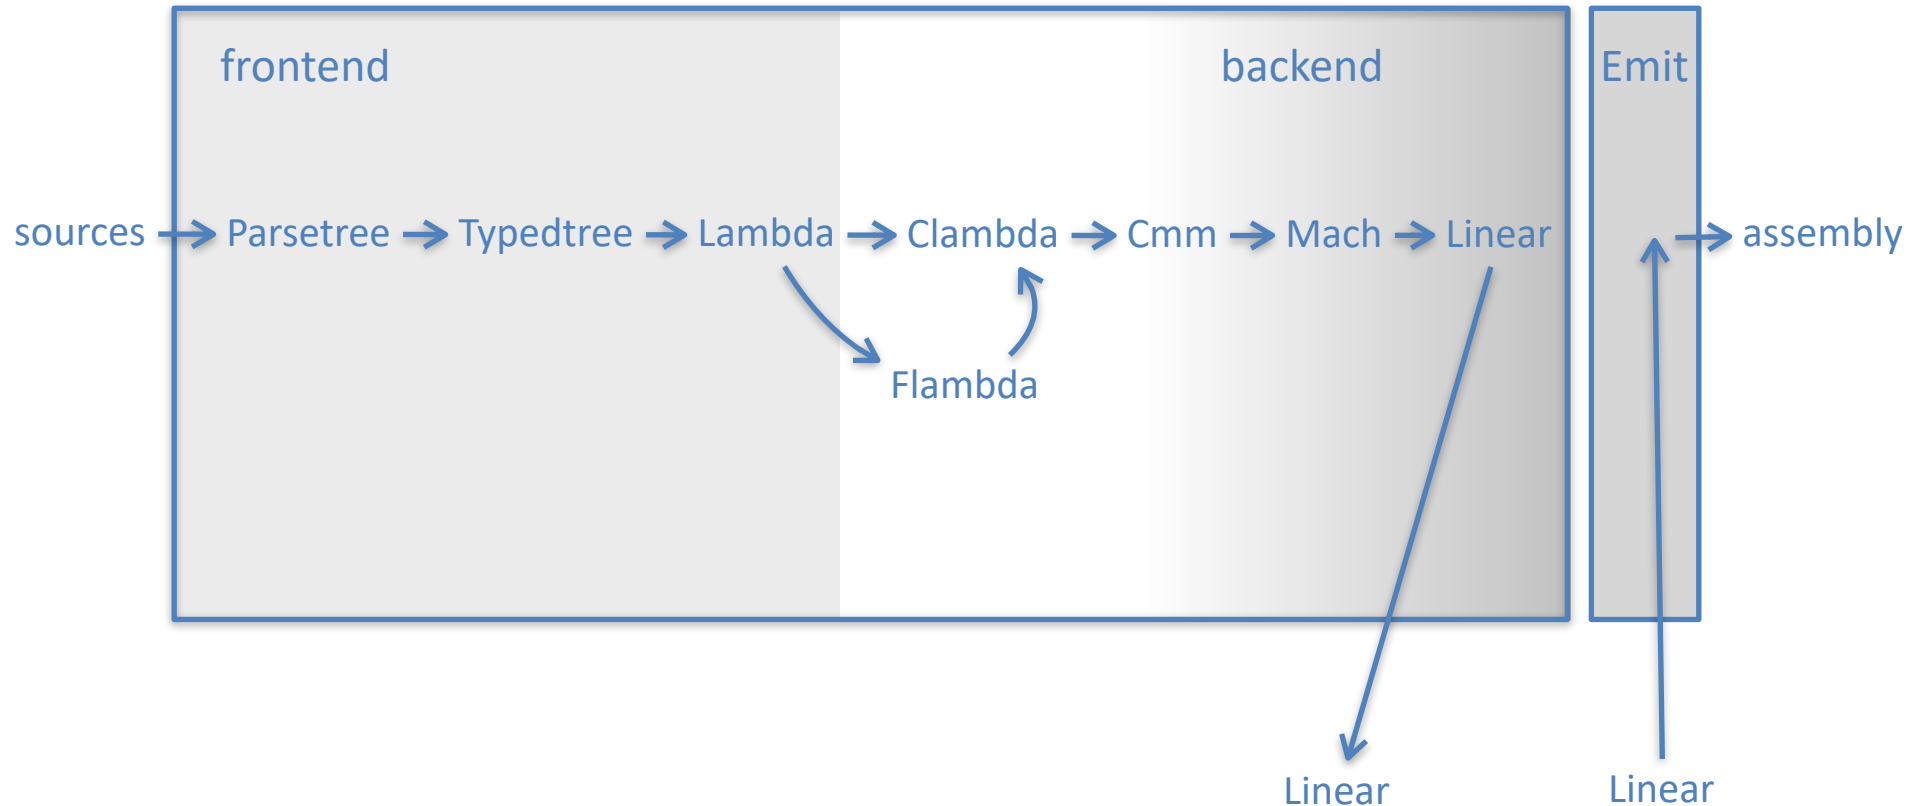 frontend
backend
Emit
sources
Parsetree
Typedtree
Lambda
Clambda
Cmm
Mach
Linear
assembly
Flambda
Linear
Linear